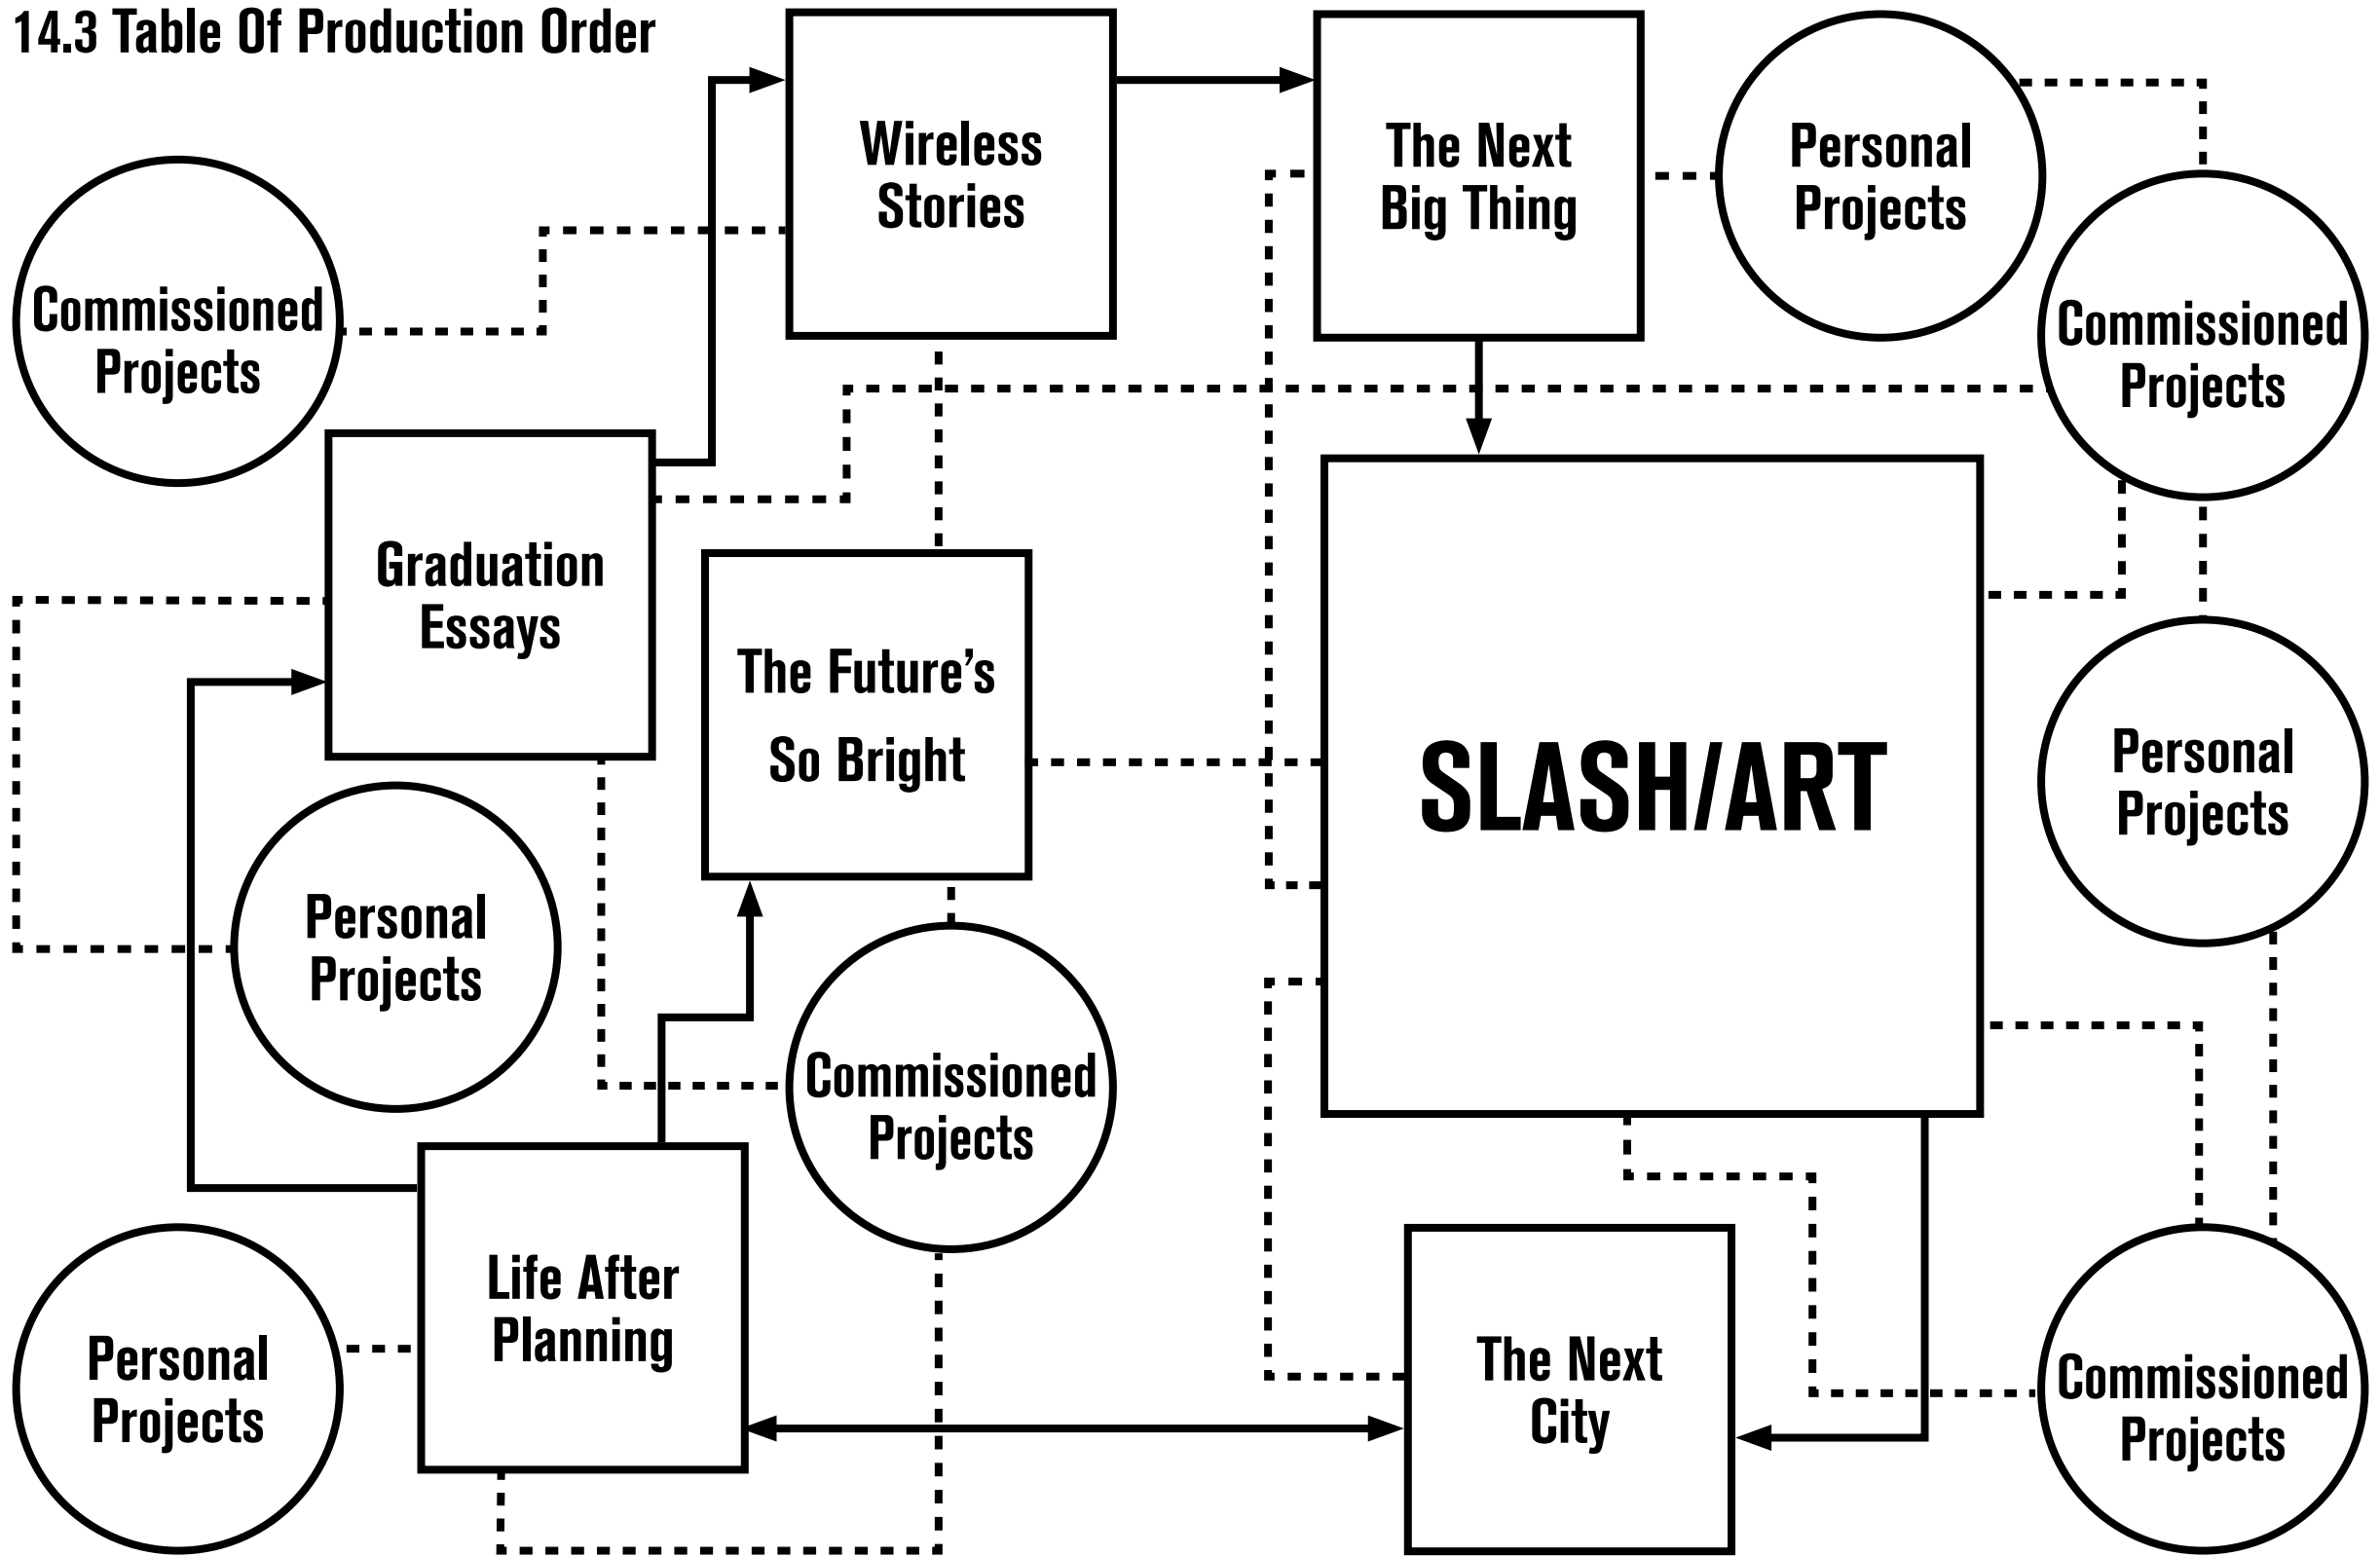 14.3 Table Of Production Order
Wireless
Stories
The Next
Big Thing
Personal
Projects
Commissioned
Projects
Commissioned
Projects
Graduation
Essays
The Future’s
So Bright
SLASH/ART
Personal
Projects
Personal
Projects
Commissioned
Projects
Life After
Planning
Personal
Projects
The Next
City
Commissioned
Projects